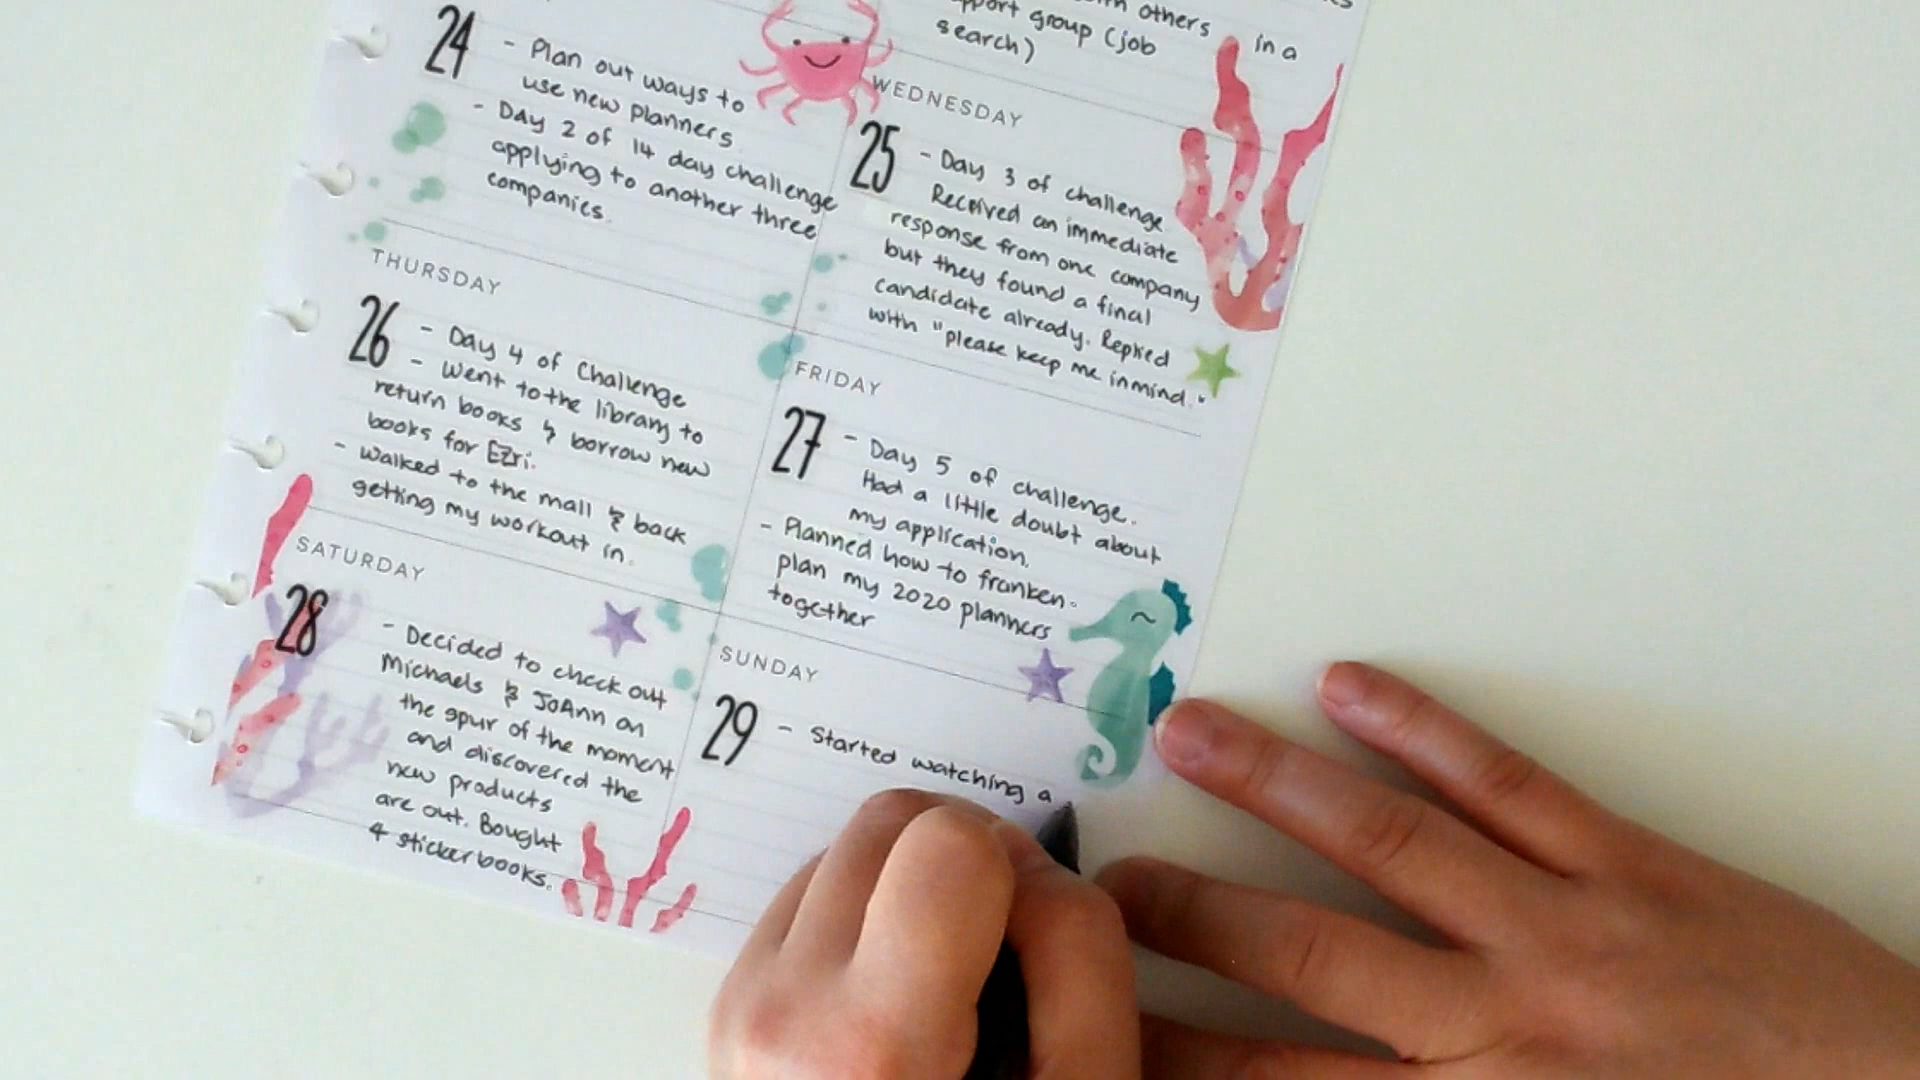 with others in a
support group (job
search)
24
- Plan out ways to
use new planners
- Day 2 of 14 day challenge
applying to another three
companies.
WEDNESDAY
25
- Day 3 of challenge
Received an immediate
response from one company
but they found a final
candidate already. Replied
with "please keep me in mind."
THURSDAY
26
- Day 4 of Challenge
- Went to the library to
return books & borrow new
books for Ezri.
- Walked to the mall & back
getting my workout in.
FRIDAY
27
- Day 5 of challenge.
Had a little doubt about
my application.
- Planned how to franken-
plan my 2020 planners
together
SATURDAY
28
- Decided to check out
Michaels & JoAnn on
the spur of the moment
and discovered the
new products
are out. Bought
4 sticker books.
SUNDAY
29
- Started watching a